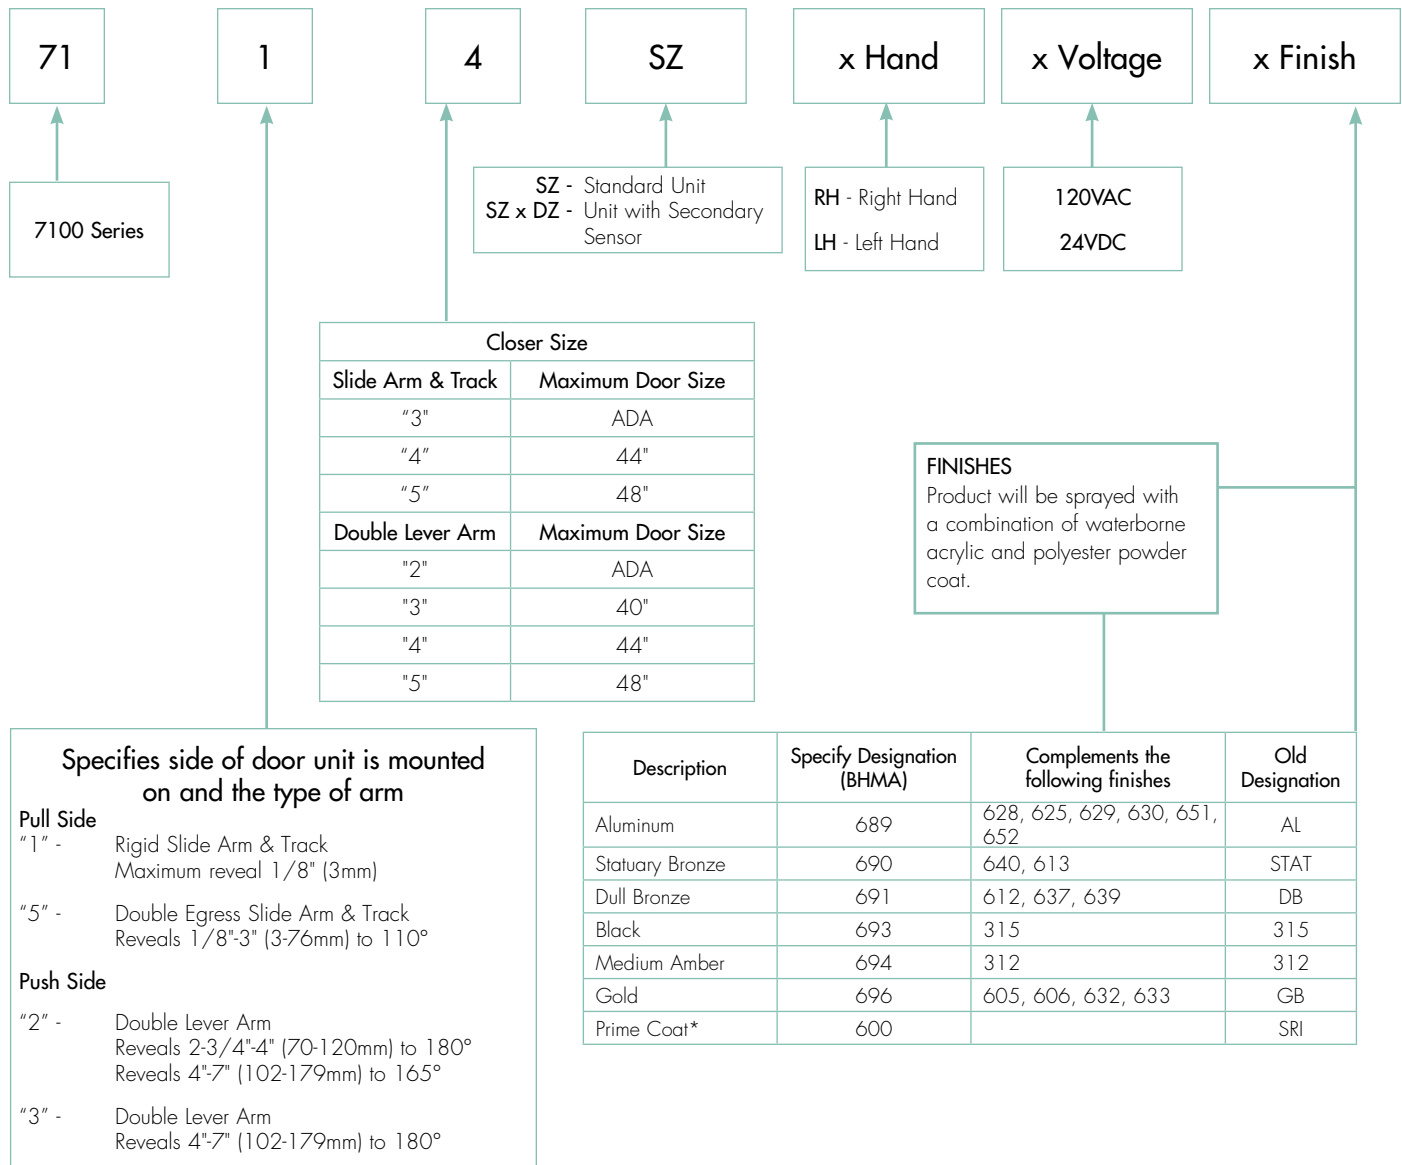 71 1 4 SZ x Hand x Voltage x Finish
7100 Series
SZ - Standard Unit
SZ x DZ - Unit with Secondary
Sensor
RH - Right Hand
LH - Left Hand
120VAC
24VDC
Closer Size
Slide Arm & Track Maximum Door Size
“3" ADA
“4” 44"
“5” 48"
Double Lever Arm Maximum Door Size
"2" ADA
"3" 40"
"4" 44"
"5" 48"
FINISHES
Product will be sprayed with
a combination of waterborne
acrylic and polyester powder
coat.
Specifies side of door unit is mounted
on and the type of arm
Pull Side
“1” - Rigid Slide Arm & Track
Maximum reveal 1/8" (3mm)
“5” - Double Egress Slide Arm & Track
Reveals 1/8"-3" (3-76mm) to 110°
Push Side
“2” - Double Lever Arm
Reveals 2-3/4"-4" (70-120mm) to 180°
Reveals 4"-7" (102-179mm) to 165°
“3” - Double Lever Arm
Reveals 4"-7" (102-179mm) to 180°
Description Specify Designation (BHMA) Complements the following finishes Old Designation
Aluminum 689 628, 625, 629, 630, 651, 652 AL
Statuary Bronze 690 640, 613 STAT
Dull Bronze 691 612, 637, 639 DB
Black 693 315 315
Medium Amber 694 312 312
Gold 696 605, 606, 632, 633 GB
Prime Coat* 600 SRI